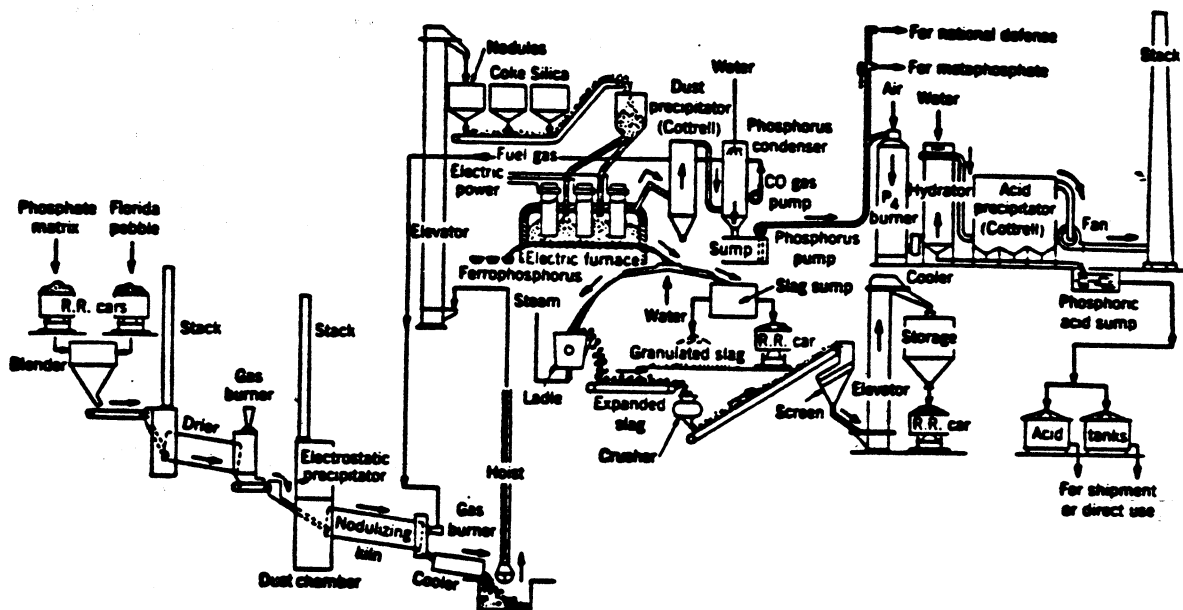 Nodules
Coke Silica
Dust
precipitator
(Cottrell)
Water
Phosphorus
condenser
CO gas
pump
For national defense
For metaphosphate
Air
Water
Stack
P4
burner
Hydrator
Acid
precipitator
(Cottrell)
Fan
Fuel gas
Electric
power
Elevator
Electric furnace
Ferrophosphorus
Sump
Phosphorus
pump
Cooler
Phosphoric
acid sump
Phosphate
matrix
Florida
pebble
R.R. cars
Blender
Stack
Stack
Steam
Water
Slag sump
Granulated slag
R.R. car
Ladle
Expanded
slag
Crusher
Screen
Elevator
Storage
R.R. car
Acid
tanks
For shipment
or direct use
Gas
burner
Drier
Electrostatic
precipitator
Nodulizing
kiln
Dust chamber
Gas
burner
Cooler
Hoist